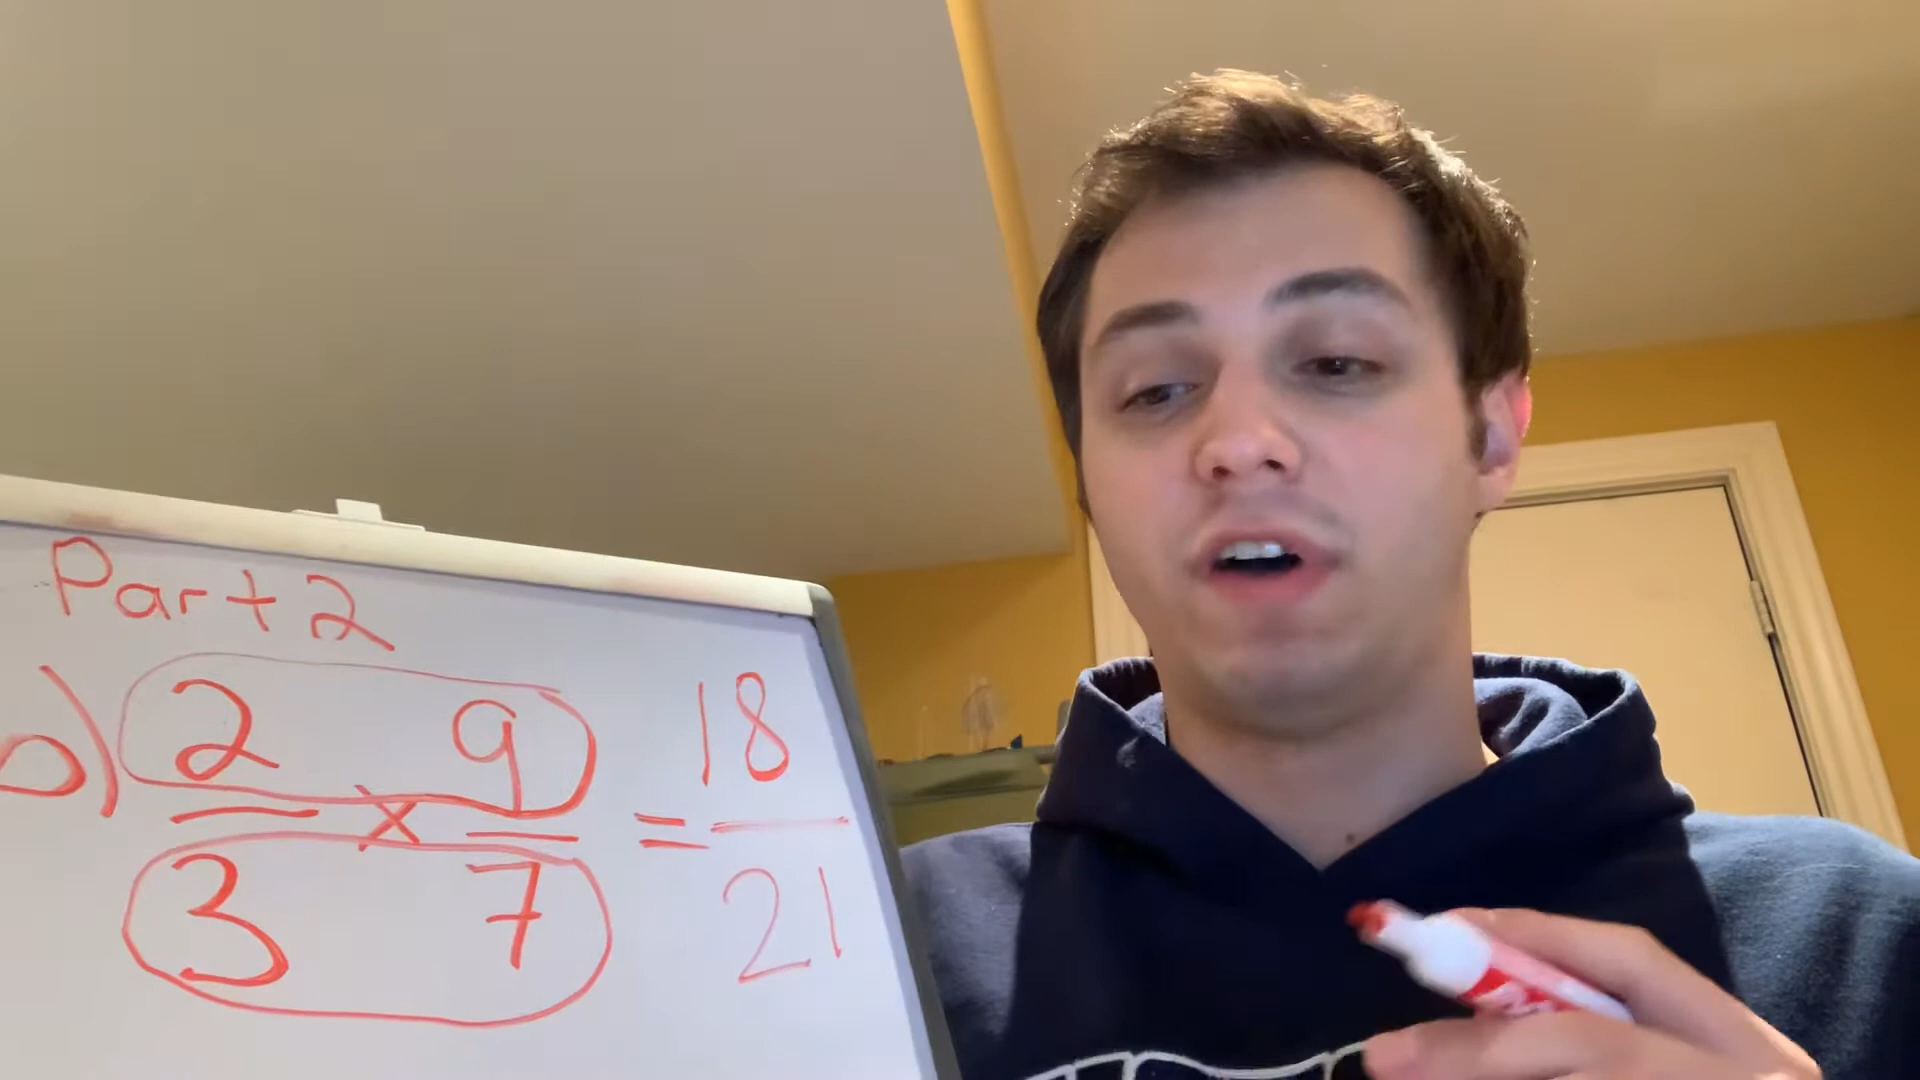 Part 2
b) 2/3 × 9/7 = 18/21